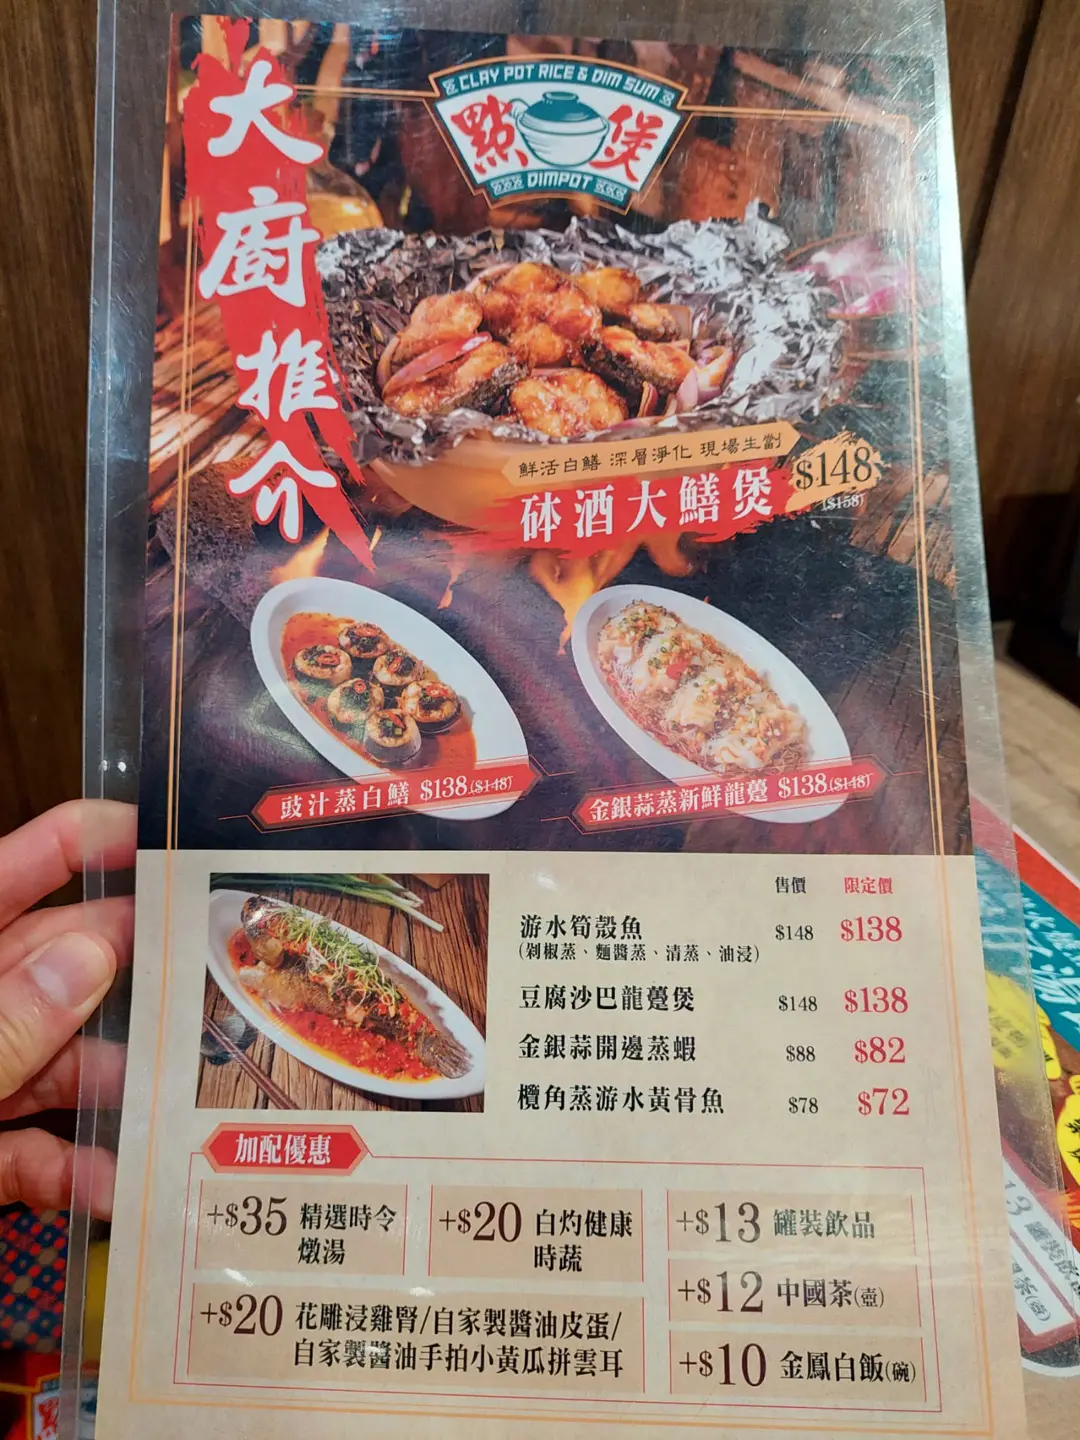 CLAY POT RICE & DIM SUM
點煲
DIMPOT
大廚推介
鮮活白鱔 深層淨化 現場生劏
砵酒大鱔煲
$148
($158)
豉汁蒸白鱔 $138 ($148)
金銀蒜蒸新鮮龍躉 $138 ($148)
售價 限定價
游水筍殼魚 $148 $138
(剁椒蒸、麵醬蒸、清蒸、油浸)
豆腐沙巴龍躉煲 $148 $138
金銀蒜開邊蒸蝦 $88 $82
欖角蒸游水黃骨魚 $78 $72
加配優惠
+$35 精選時令
燉湯
+$20 白灼健康
時蔬
+$20 花雕浸雞腎/自家製醬油皮蛋/
自家製醬油手拍小黃瓜拼雲耳
+$13 罐裝飲品
+$12 中國茶(壺)
+$10 金鳳白飯(碗)